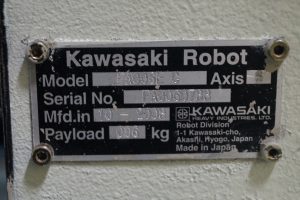 Kawasaki Robot
Model Axis
Serial No.
Mfd.in
KAWASAKI
HEAVY INDUSTRIES, LTD.
Robot Division
Payload kg
1-1 Kawasaki-cho,
Akashi, Hyogo, Japan
Made in Japan